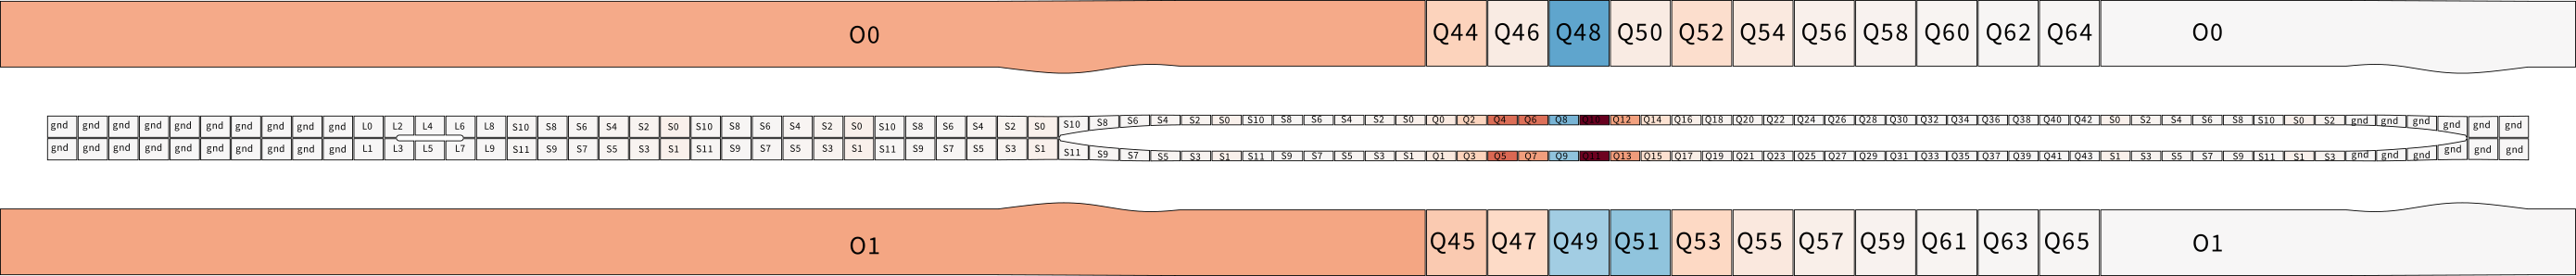 O0 Q44 Q46 Q48 Q50 Q52 Q54 Q56 Q58 Q60 Q62 Q64 O0
gnd gnd gnd gnd gnd gnd gnd gnd gnd gnd L0 L2 L4 L6 L8 S10 S8 S6 S4 S2 S0 S10 S8 S6 S4 S2 S0 S10 S8 S6 S4 S2 S0 S10 S8 S6 S4 S2 S0 S10 S8 S6 S4 S2 S0 Q0 Q2 Q4 Q6 Q8 Q10 Q12 Q14 Q16 Q18 Q20 Q22 Q24 Q26 Q28 Q30 Q32 Q34 Q36 Q38 Q40 Q42 S0 S2 S4 S6 S8 S10 S0 S2 gnd gnd gnd gnd gnd gnd
gnd gnd gnd gnd gnd gnd gnd gnd gnd gnd L1 L3 L5 L7 L9 S11 S9 S7 S5 S3 S1 S11 S9 S7 S5 S3 S1 S11 S9 S7 S5 S3 S1 S11 S9 S7 S5 S3 S1 S11 S9 S7 S5 S3 S1 Q1 Q3 Q5 Q7 Q9 Q11 Q13 Q15 Q17 Q19 Q21 Q23 Q25 Q27 Q29 Q31 Q33 Q35 Q37 Q39 Q41 Q43 S1 S3 S5 S7 S9 S11 S1 S3 gnd gnd gnd gnd gnd gnd
O1 Q45 Q47 Q49 Q51 Q53 Q55 Q57 Q59 Q61 Q63 Q65 O1